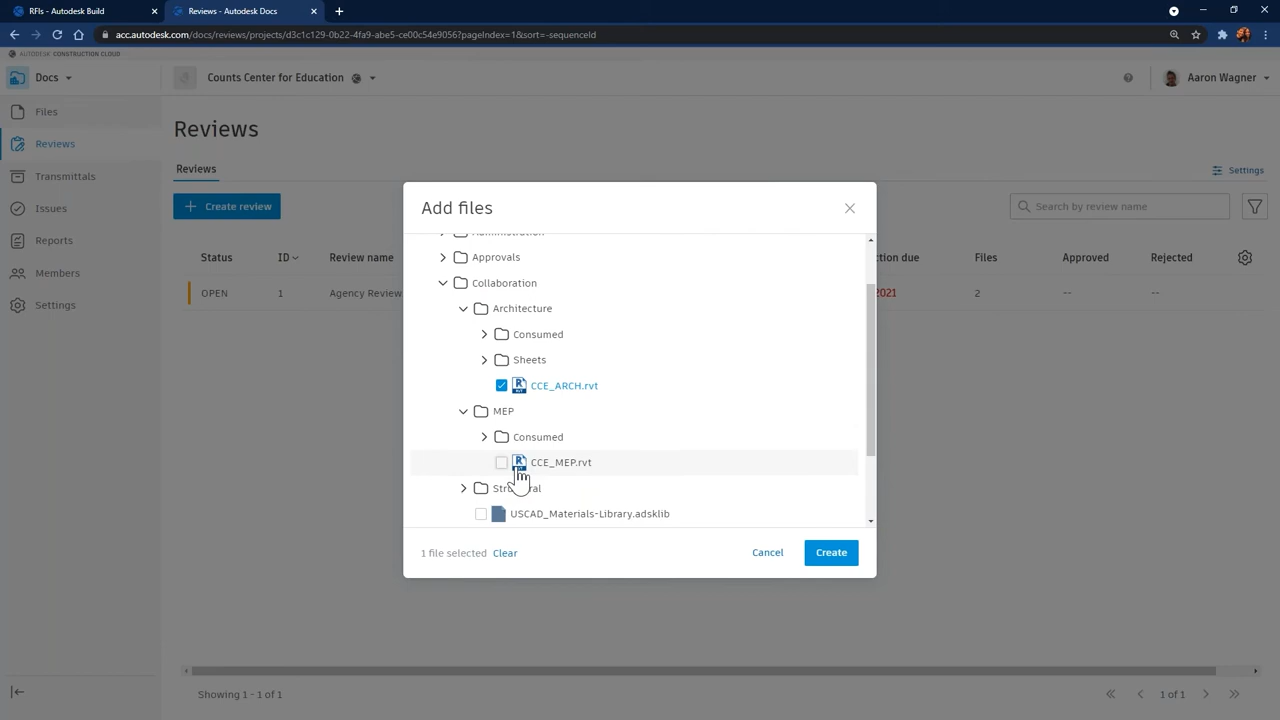 RFIs - Autodesk Build
Reviews - Autodesk Docs
acc.autodesk.com/docs/reviews/projects/d3c1c129-0b22-4fa9-abe5-ce00c54e9056?pageIndex=1&sort=-sequenceId
AUTODESK CONSTRUCTION CLOUD
Docs
Counts Center for Education
Aaron Wagner
Files
Reviews
Transmittals
Issues
Reports
Members
Settings
Reviews
Reviews
Settings
Create review
Search by review name
Status ID Review name ction due Files Approved Rejected
OPEN 1 Agency Review 2021 2 -- --
Add files
Administration
Approvals
Collaboration
Architecture
Consumed
Sheets
CCE_ARCH.rvt
MEP
Consumed
CCE_MEP.rvt
Structural
USCAD_Materials-Library.adsklib
1 file selected Clear
Cancel Create
Showing 1 - 1 of 1
1 of 1